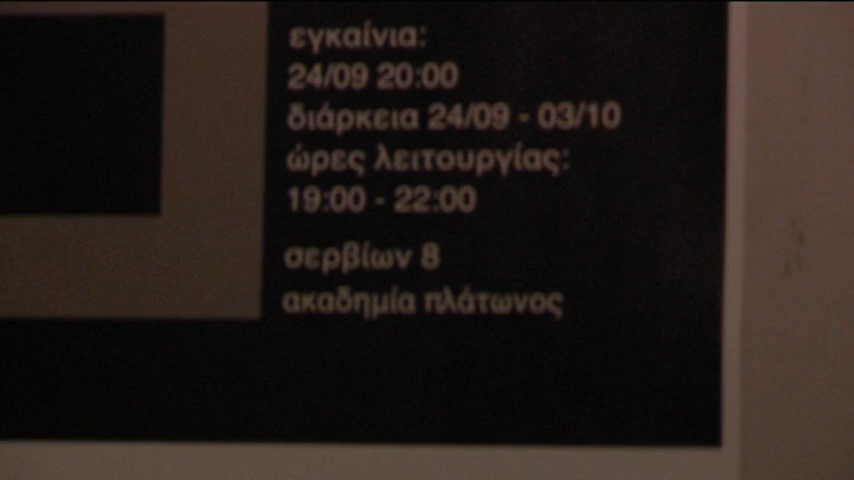 εγκαίνια:
24/09 20:00
διάρκεια 24/09 - 03/10
ώρες λειτουργίας:
19:00 - 22:00
σερβίων 8
ακαδημία πλάτωνος